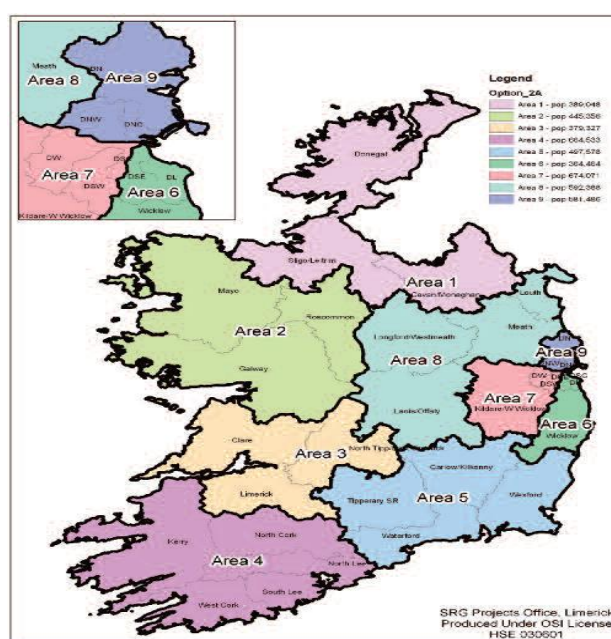 Meath
Area 8
DN
Area 9
DNW
DNC
DW
DS
Area 7
DSW
DSE
DL
Area 6
Kildare/W Wicklow
Wicklow
Legend
Option_2A
Area 1 - pop 389,048
Area 2 - pop 445,356
Area 3 - pop 379,327
Area 4 - pop 664,533
Area 5 - pop 497,578
Area 6 - pop 364,464
Area 7 - pop 674,071
Area 8 - pop 592,388
Area 9 - pop 581,486
Donegal
Sligo/Leitrim
Area 1
Cavan/Monaghan
Mayo
Louth
Roscommon
Area 2
Meath
Longford/Westmeath
Galway
Area 8
DN
Area 9
DW
Area 7
Kildare/W Wicklow
Laois/Offaly
Area 6
Wicklow
Clare
Area 3
North Tipp
Carlow/Kilkenny
Limerick
Tipperary SR
Area 5
Wexford
Waterford
Kerry
North Cork
Area 4
North Lee
South Lee
West Cork
SRG Projects Office, Limerick
Produced Under OSI License
HSE 030601